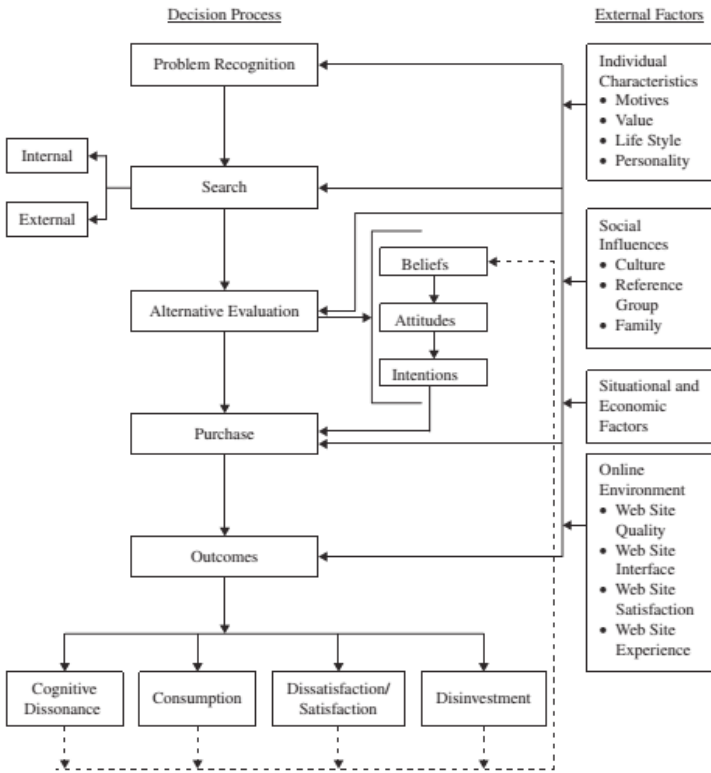 Decision Process
External Factors
Problem Recognition
Internal
External
Search
Alternative Evaluation
Beliefs
Attitudes
Intentions
Purchase
Outcomes
Cognitive
Dissonance
Consumption
Dissatisfaction/
Satisfaction
Disinvestment
Individual
Characteristics
• Motives
• Value
• Life Style
• Personality
Social
Influences
• Culture
• Reference
Group
• Family
Situational and
Economic
Factors
Online
Environment
• Web Site
Quality
• Web Site
Interface
• Web Site
Satisfaction
• Web Site
Experience